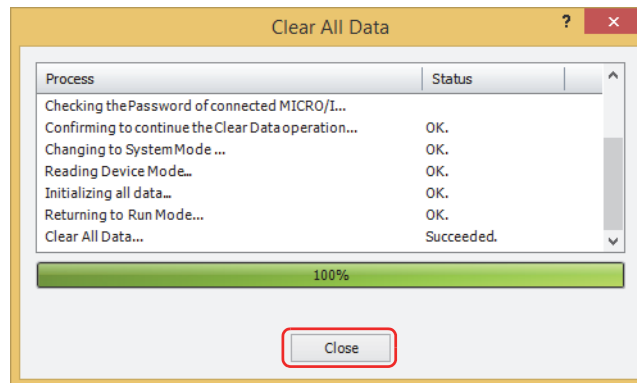 Clear All Data
? ×
Process Status
Checking the Password of connected MICRO/I...
Confirming to continue the Clear Data operation... OK.
Changing to System Mode ... OK.
Reading Device Mode... OK.
Initializing all data... OK.
Returning to Run Mode... OK.
Clear All Data... Succeeded.
100%
Close